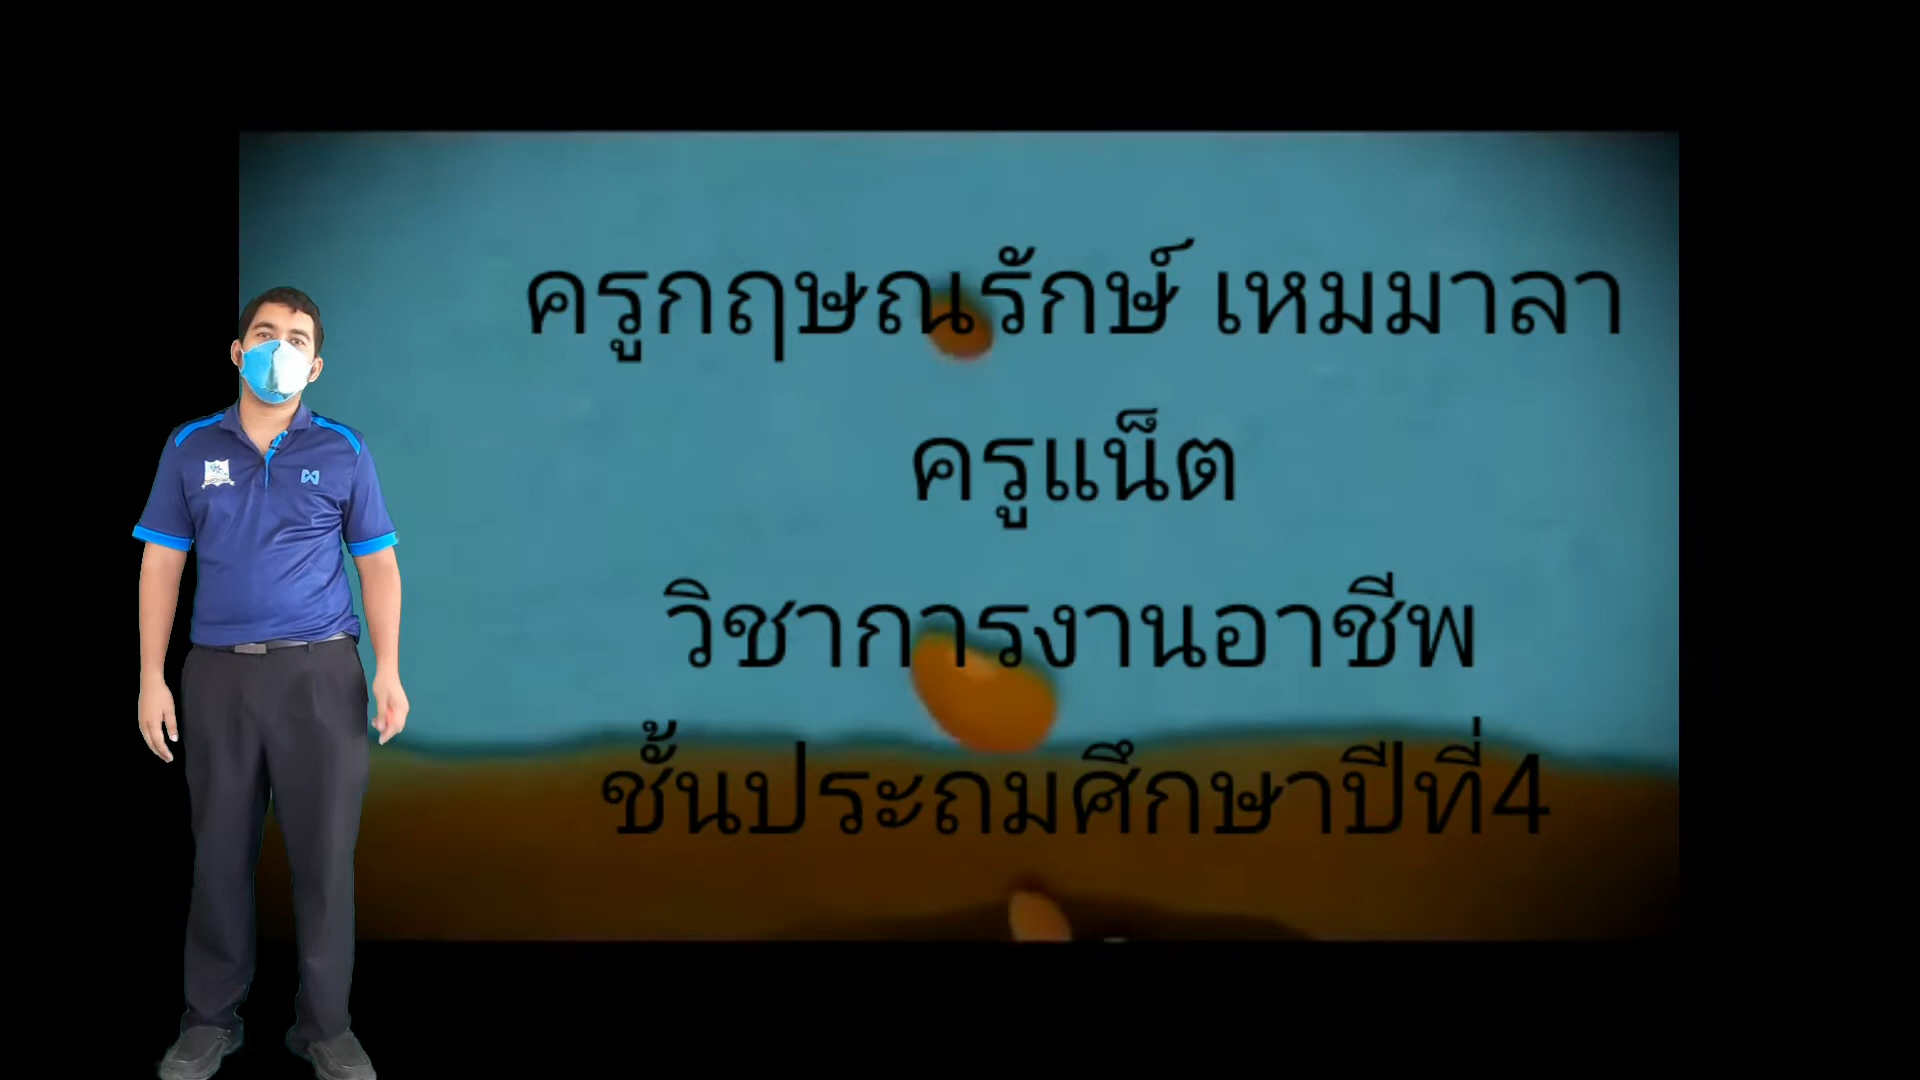 ครูกฤษณรักษ์ เหมมาลา
ครูแน็ต
วิชาการงานอาชีพ
ชั้นประถมศึกษาปีที่4